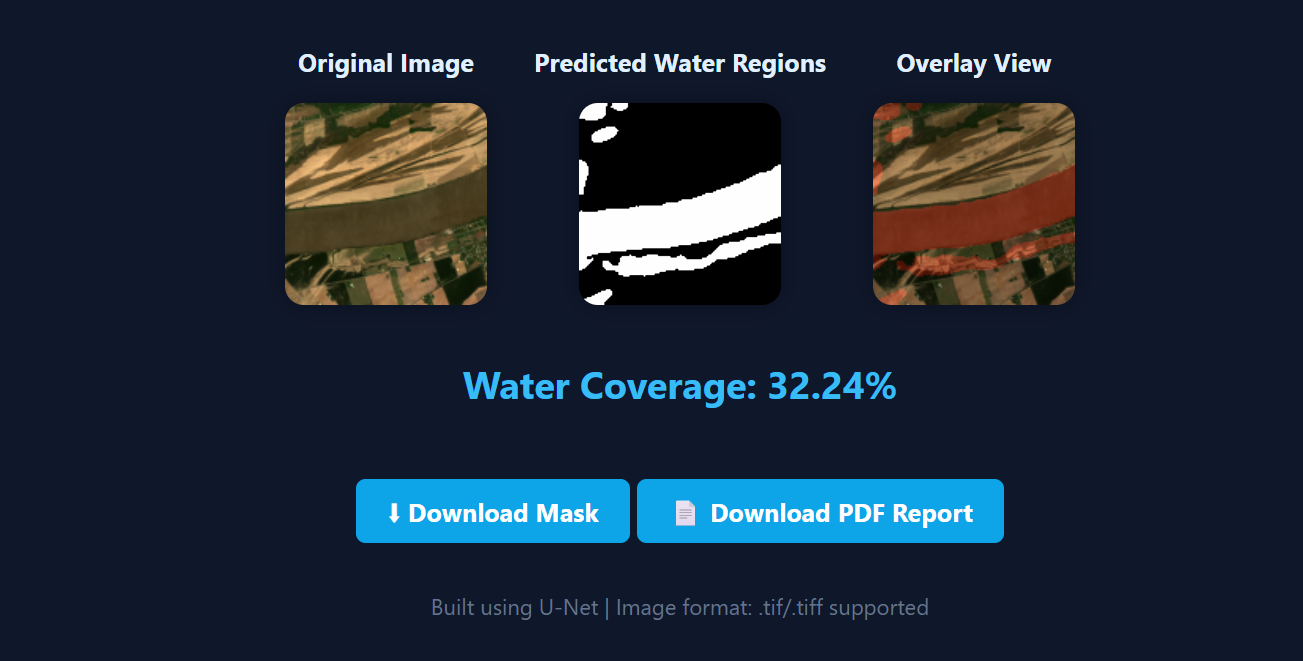 Original Image
Predicted Water Regions
Overlay View
Water Coverage: 32.24%
⬇ Download Mask
📄 Download PDF Report
Built using U-Net | Image format: .tif/.tiff supported